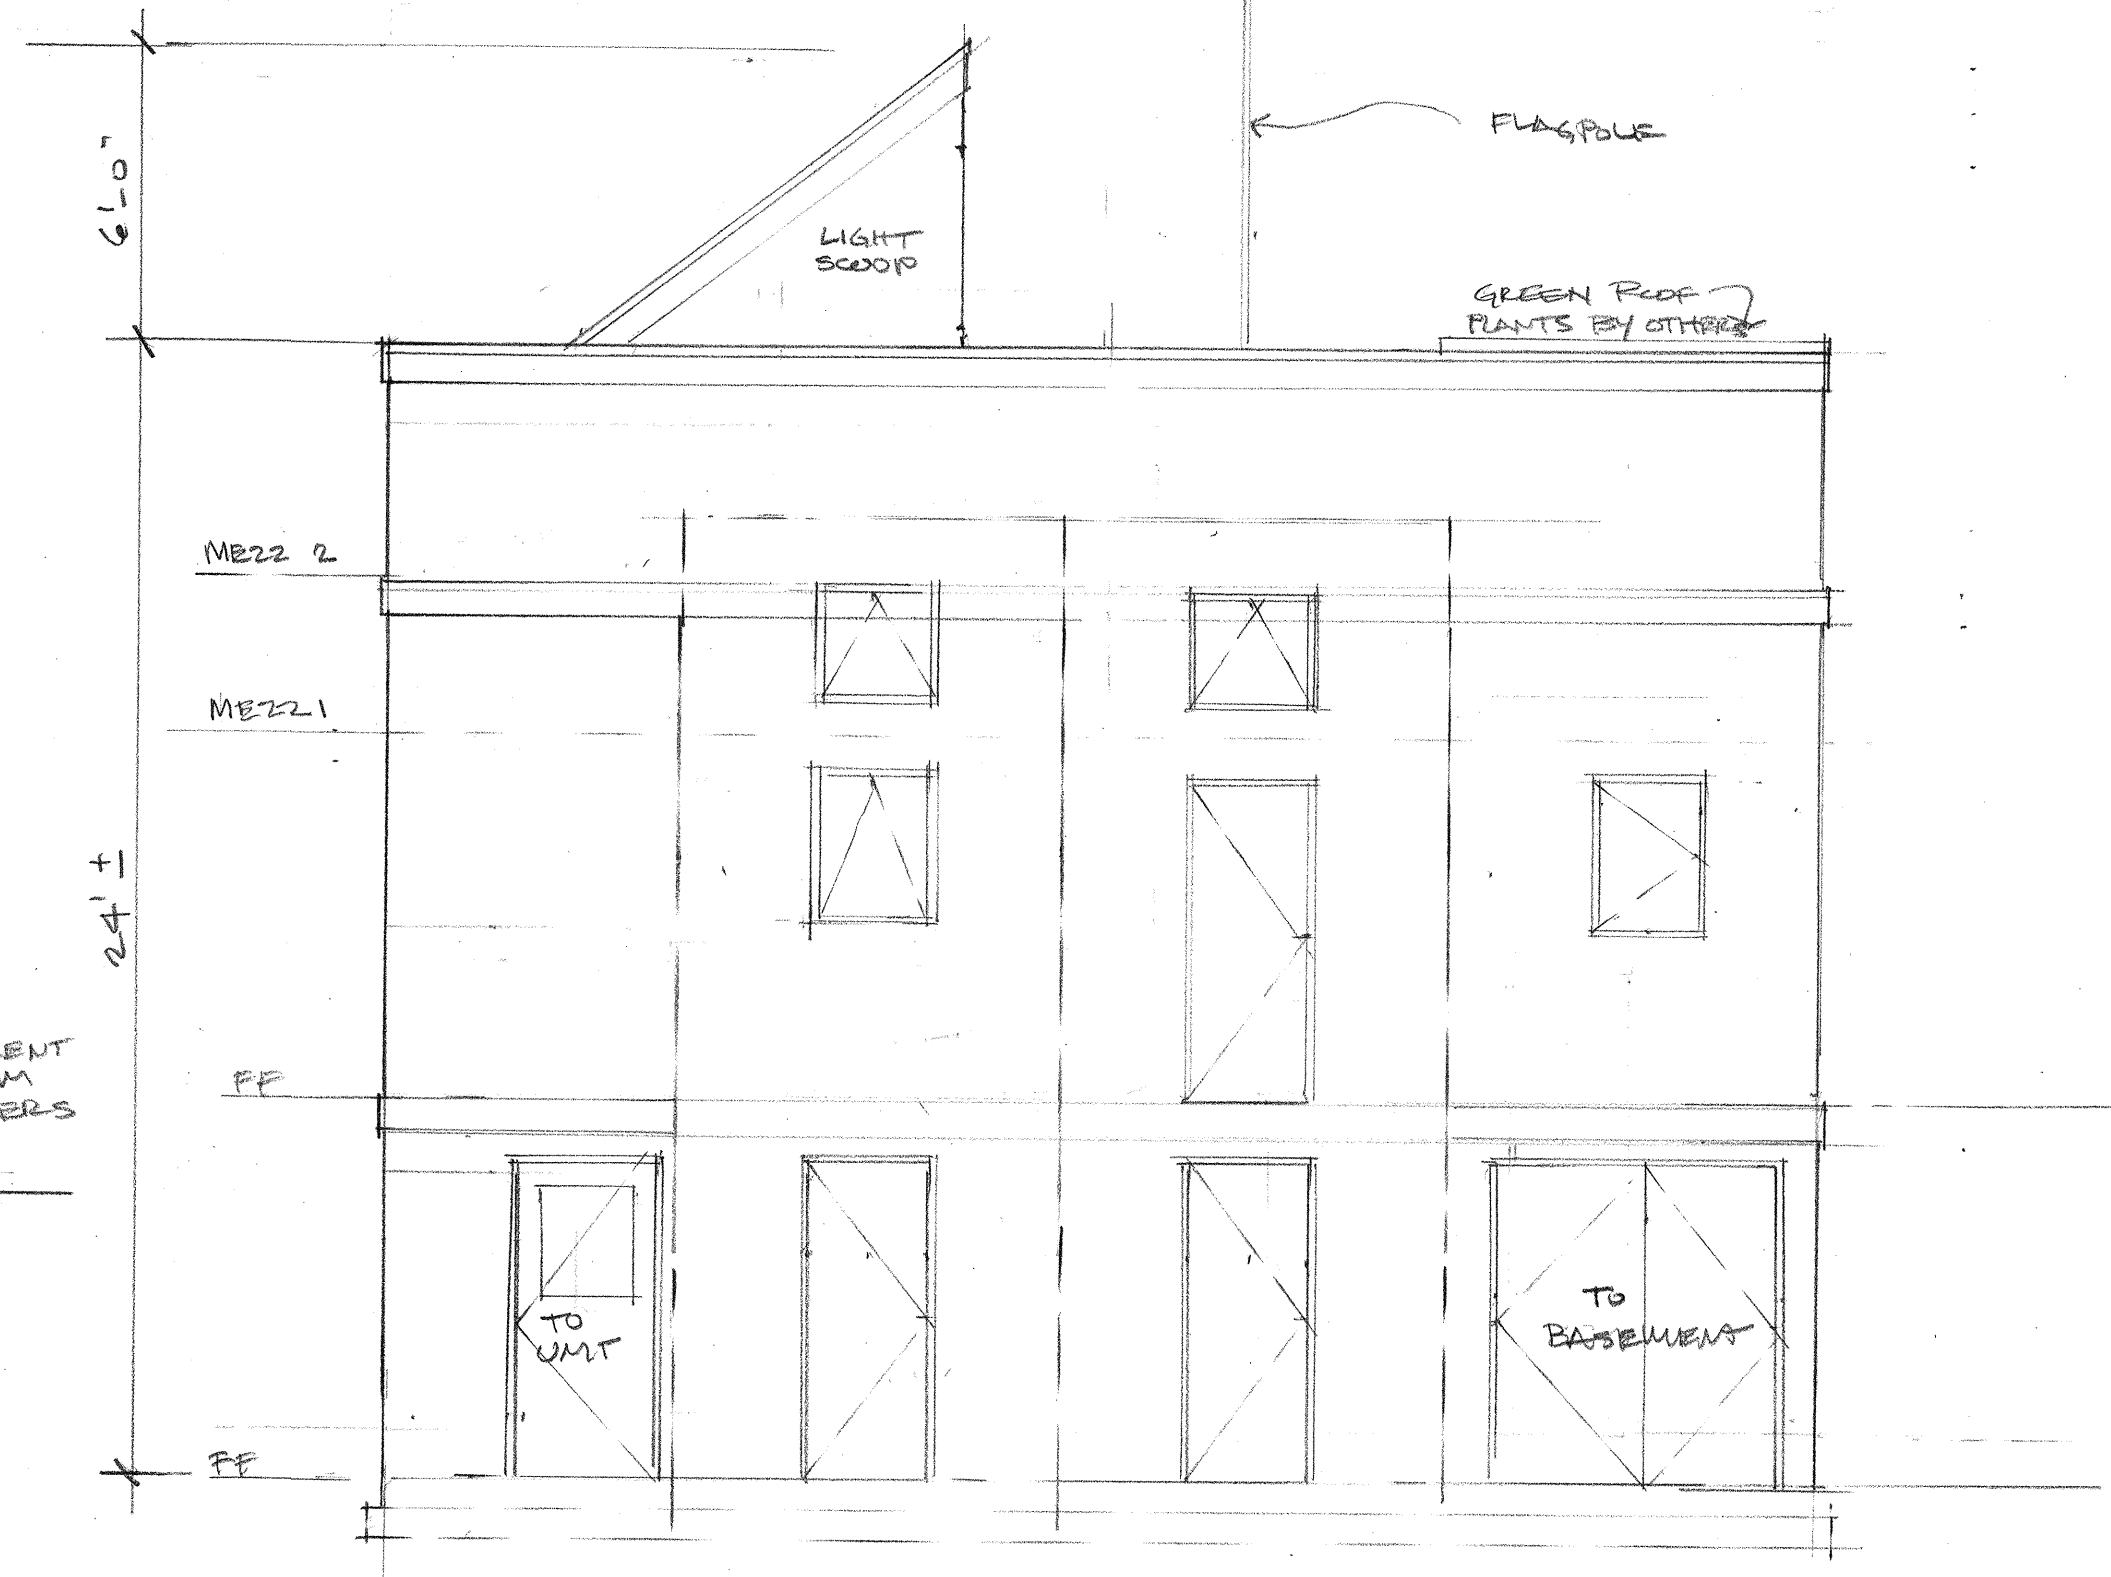 6'-0"
FLAGPOLE
LIGHT
SCOOP
GREEN ROOF
PLANTS BY OTHERS
MEZZ 2
MEZZ 1
24' ±
ENT
M
ERS
FF
TO
UNIT
TO
BASEMENT
FF